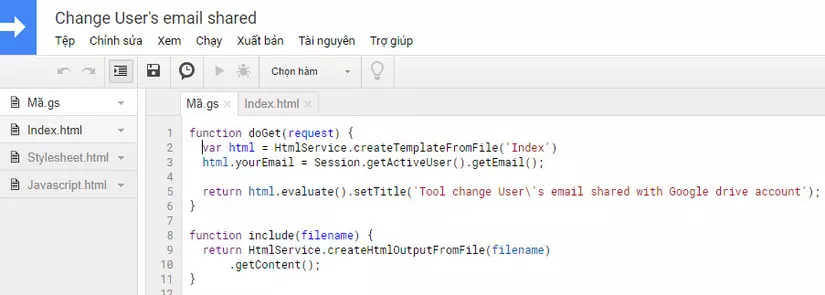 Change User's email shared
Tệp Chỉnh sửa Xem Chạy Xuất bản Tài nguyên Trợ giúp
Chọn hàm
Mã.gs
Index.html
Stylesheet.html
Javascript.html
Mã.gs × Index.html ×
1 function doGet(request) {
2 var html = HtmlService.createTemplateFromFile('Index')
3 html.yourEmail = Session.getActiveUser().getEmail();
4
5 return html.evaluate().setTitle('Tool change User\'s email shared with Google drive account');
6 }
7
8 function include(filename) {
9 return HtmlService.createHtmlOutputFromFile(filename)
10 .getContent();
11 }